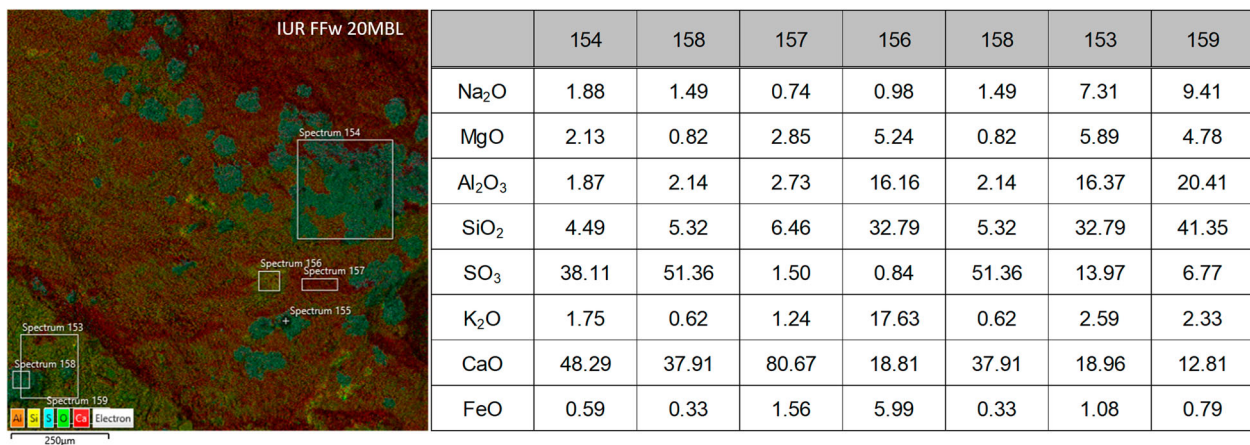 IUR FFw 20MBL
Spectrum 154
Spectrum 156
Spectrum 157
Spectrum 155
Spectrum 153
Spectrum 158
Spectrum 159
Al Si S O Ca Electron
250μm
154 158 157 156 158 153 159
Na₂O 1.88 1.49 0.74 0.98 1.49 7.31 9.41
MgO 2.13 0.82 2.85 5.24 0.82 5.89 4.78
Al₂O₃ 1.87 2.14 2.73 16.16 2.14 16.37 20.41
SiO₂ 4.49 5.32 6.46 32.79 5.32 32.79 41.35
SO₃ 38.11 51.36 1.50 0.84 51.36 13.97 6.77
K₂O 1.75 0.62 1.24 17.63 0.62 2.59 2.33
CaO 48.29 37.91 80.67 18.81 37.91 18.96 12.81
FeO 0.59 0.33 1.56 5.99 0.33 1.08 0.79